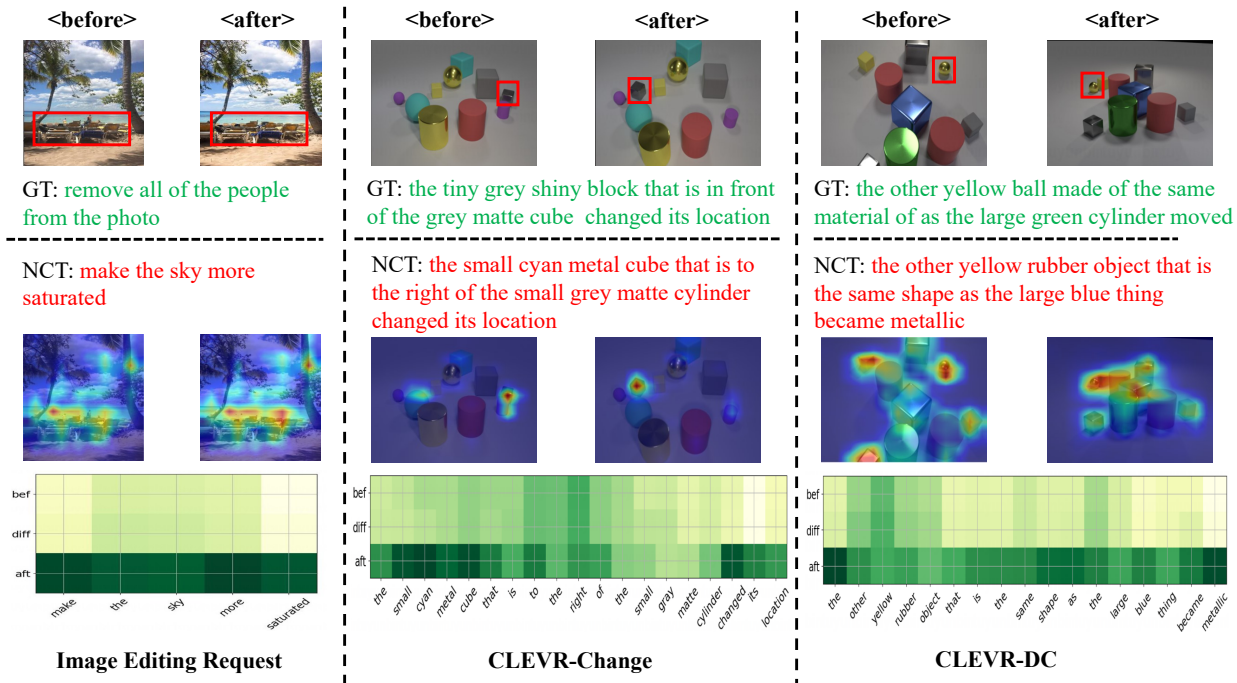 <before>
<after>
GT: remove all of the people
from the photo
NCT: make the sky more
saturated
bef
diff
aft
make
the
sky
more
saturated
Image Editing Request
<before>
<after>
GT: the tiny grey shiny block that is in front
of the grey matte cube changed its location
NCT: the small cyan metal cube that is to
the right of the small grey matte cylinder
changed its location
bef
diff
aft
the
small
cyan
metal
cube
that
is
to
the
right
of
the
small
gray
matte
cylinder
changed
its
location
CLEVR-Change
<before>
<after>
GT: the other yellow ball made of the same
material of as the large green cylinder moved
NCT: the other yellow rubber object that is
the same shape as the large blue thing
became metallic
bef
diff
aft
the
other
yellow
rubber
object
that
is
the
same
shape
as
the
large
blue
thing
became
metallic
CLEVR-DC